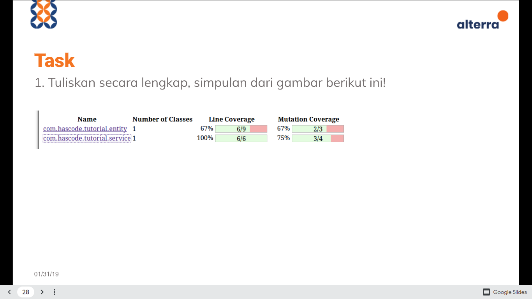 alterra
Task
1. Tuliskan secara lengkap, simpulan dari gambar berikut ini!
Name Number of Classes Line Coverage Mutation Coverage
com.hascode.tutorial.entity 1 67% 6/9 67% 2/3
com.hascode.tutorial.service 1 100% 6/6 75% 3/4
01/31/19
28 Google Slides